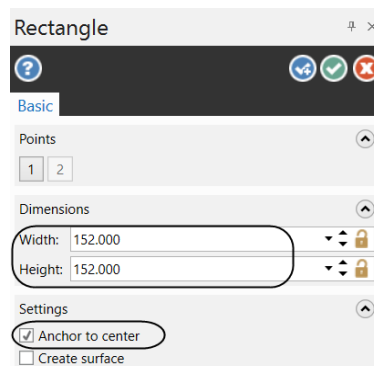 Rectangle
?
Basic
Points
1 2
Dimensions
Width: 152.000
Height: 152.000
Settings
Anchor to center
Create surface